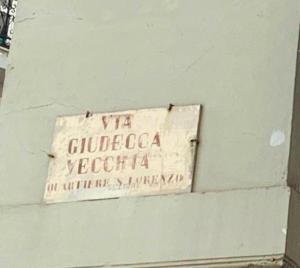 VIA
GIUDECCA
VECCHIA
QUARTIERE S. LORENZO